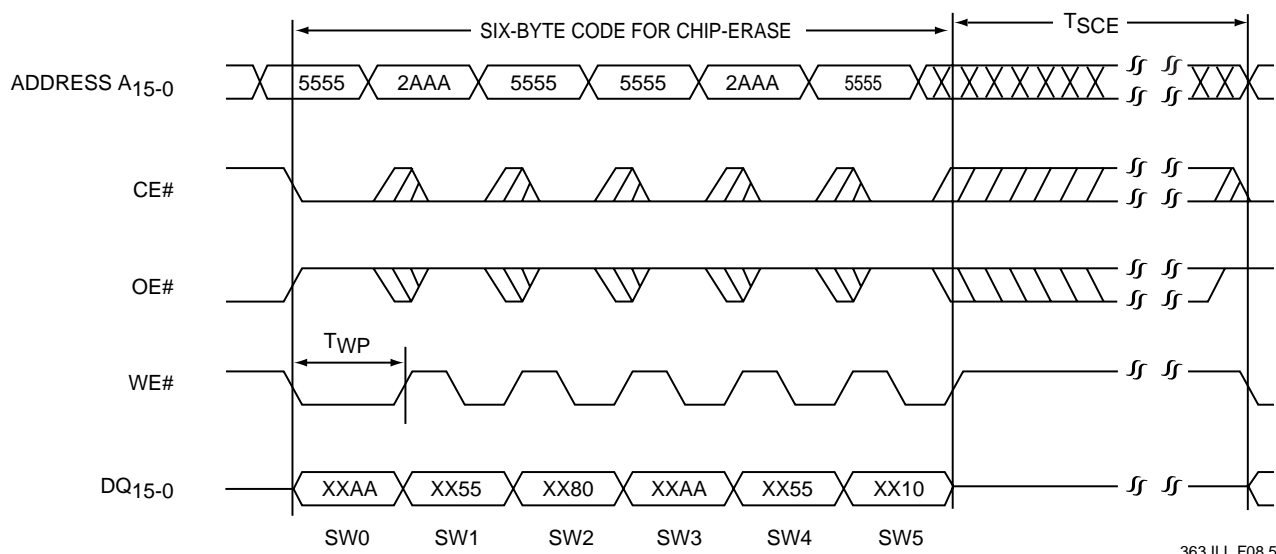 SIX-BYTE CODE FOR CHIP-ERASE
TSCE
ADDRESS A15-0
5555 2AAA 5555 5555 2AAA 5555
CE#
OE#
TWP
WE#
DQ15-0
XXAA XX55 XX80 XXAA XX55 XX10
SW0 SW1 SW2 SW3 SW4 SW5